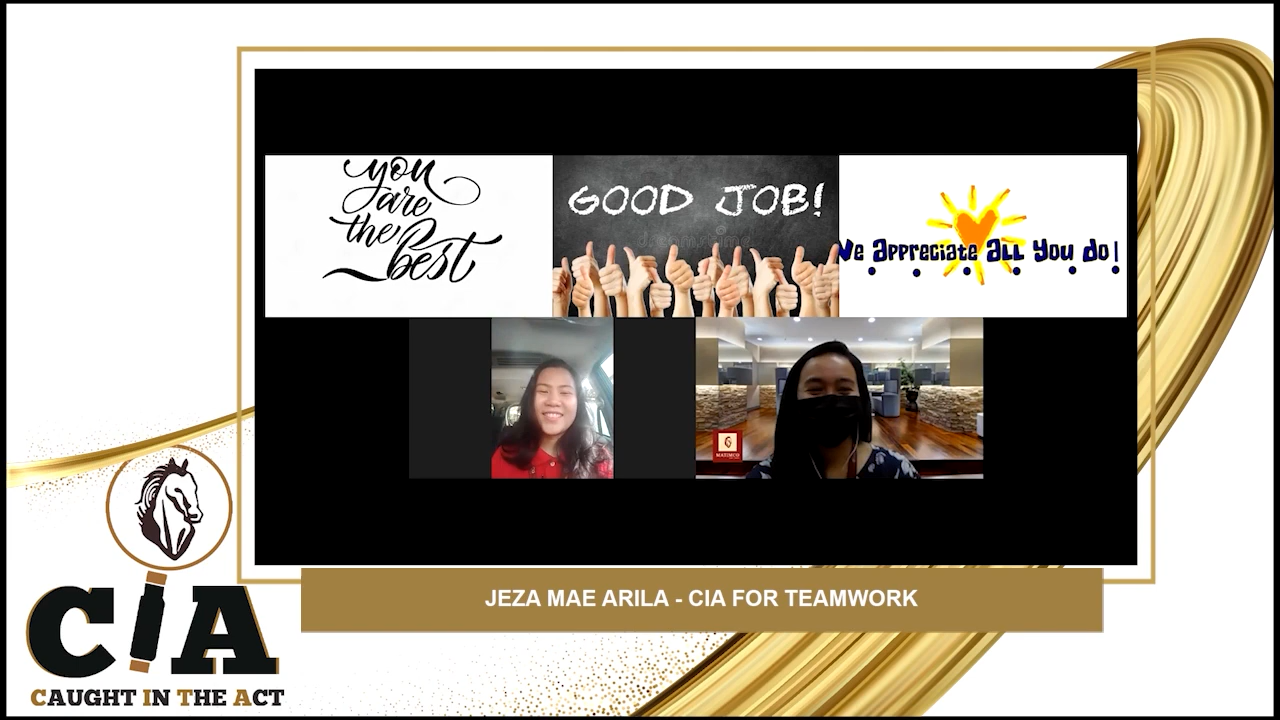 you
are
the
best
GOOD JOB!
We Appreciate All You do!
MAXIMCO
JEZA MAE ARILA - CIA FOR TEAMWORK
CIA
CAUGHT IN THE ACT